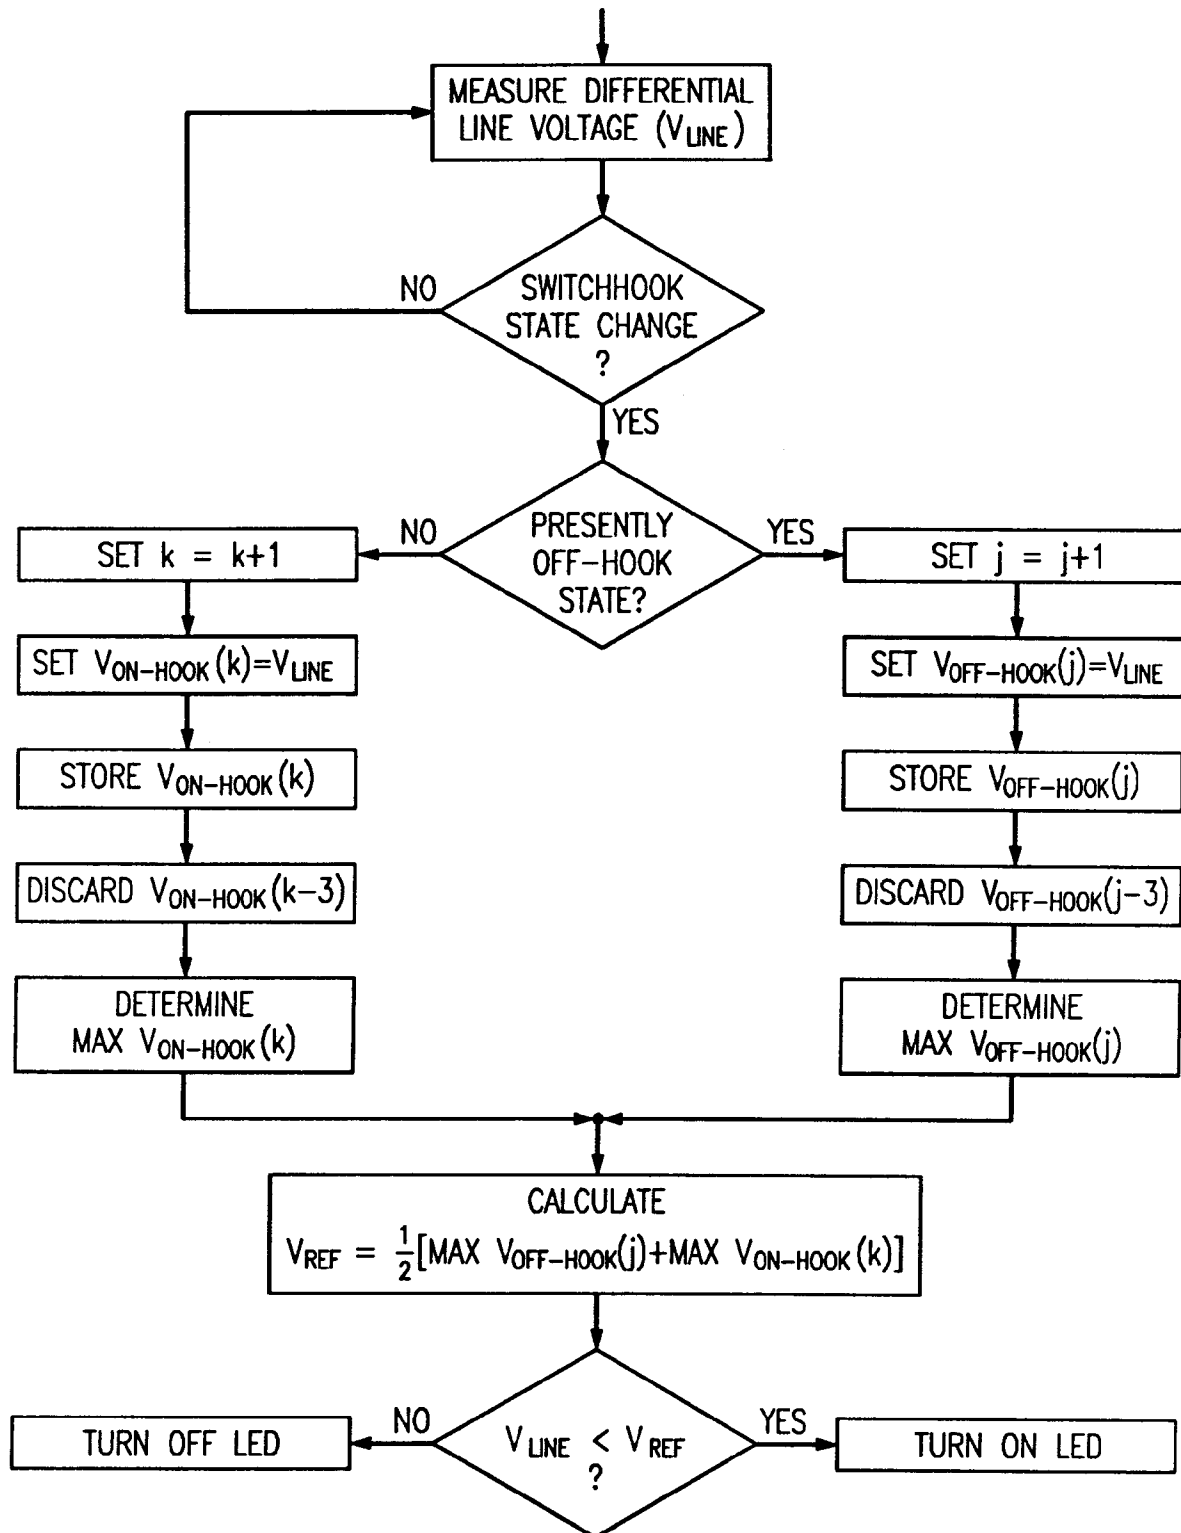 MEASURE DIFFERENTIAL
LINE VOLTAGE (VLINE)
NO
SWITCHHOOK
STATE CHANGE
?
YES
NO
PRESENTLY
OFF-HOOK
STATE?
YES
SET k = k+1
SET j = j+1
SET VON-HOOK(k)=VLINE
SET VOFF-HOOK(j)=VLINE
STORE VON-HOOK(k)
STORE VOFF-HOOK(j)
DISCARD VON-HOOK(k-3)
DISCARD VOFF-HOOK(j-3)
DETERMINE
MAX VON-HOOK(k)
DETERMINE
MAX VOFF-HOOK(j)
CALCULATE
VREF = 1/2[MAX VOFF-HOOK(j)+MAX VON-HOOK(k)]
NO
VLINE < VREF
?
YES
TURN OFF LED
TURN ON LED